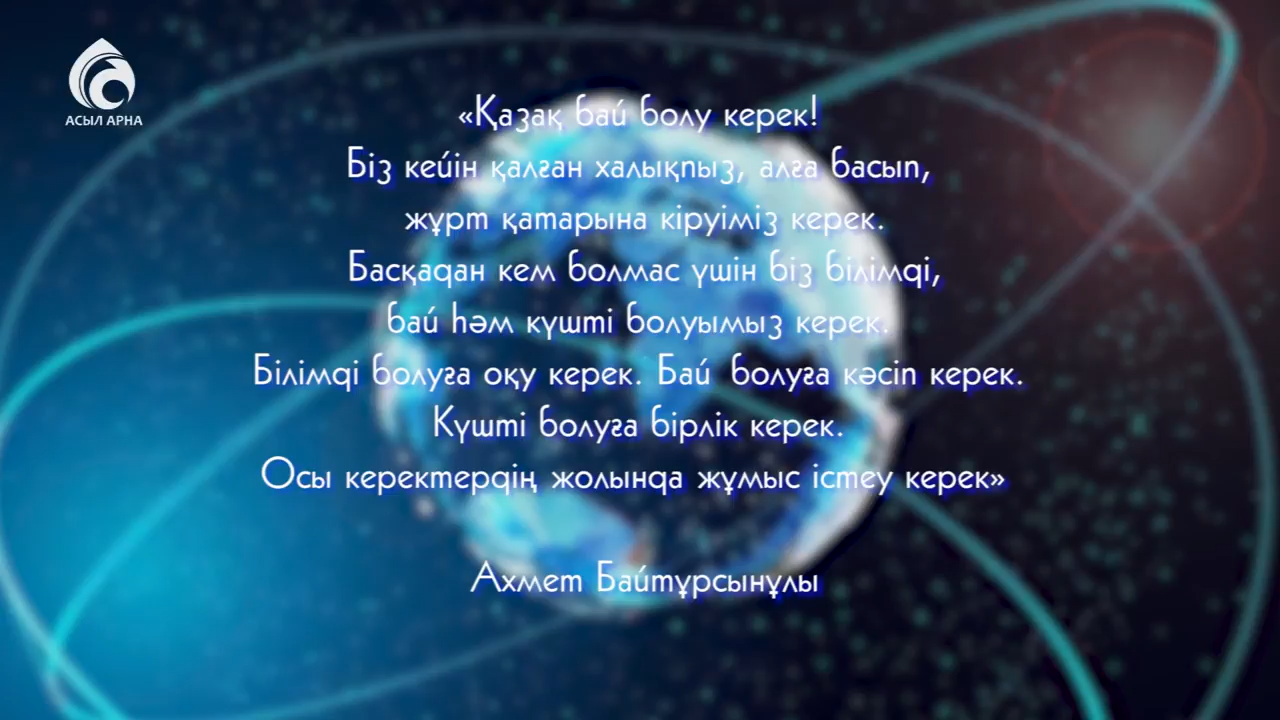 АСЫЛ АРНА
«Қазақ бай болу керек!
Біз кейін қалған халықпыз, алға басып,
жұрт қатарына кіруіміз керек.
Басқадан кем болмас үшін біз білімді,
бай һәм күшті болуымыз керек.
Білімді болуға оқу керек. Бай болуға кәсіп керек.
Күшті болуға бірлік керек.
Осы керектердің жолында жұмыс істеу керек»
Ахмет Байтұрсынұлы